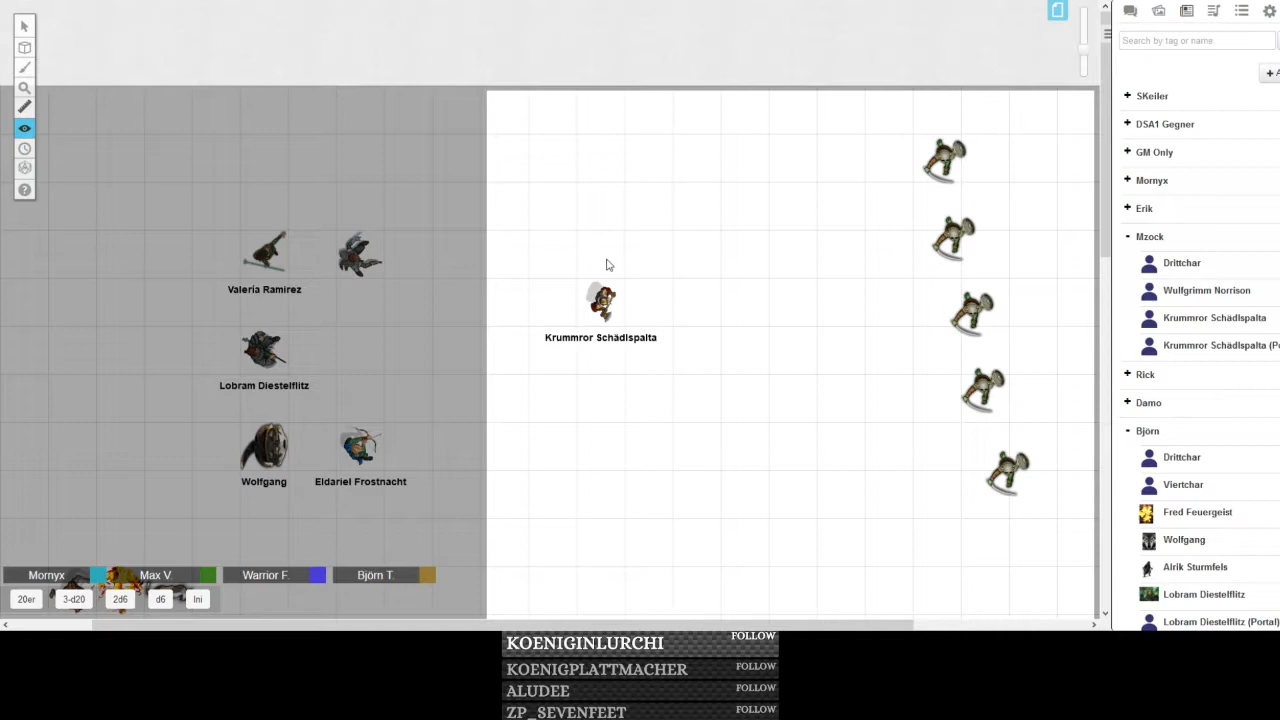 Search by tag or name.
+ A
SKeiler
DSA1 Gegner
GM Only
Mornyx
Erik
Mzock
Drittchar
Wulfgrimm Norrison
Krummror Schädlspalta
Krummror Schädlspalta (Po
Rick
Damo
Björn
Drittchar
Viertchar
Fred Feuergeist
Wolfgang
Alrik Sturmfels
Lobram Diestelflitz
Lobram Diestelflitz (Portal)
Valeria Ramirez
Krummror Schädlspalta
Lobram Diestelflitz
Wolfgang
Eldariel Frostnacht
Mornyx
Max V.
Warrior F.
Björn T.
20er
3-d20
2d6
d6
Ini
KOENIGINLURCHI FOLLOW
KOENIGPLATTMACHER FOLLOW
ALUDEE FOLLOW
ZP_SEVENFEET FOLLOW